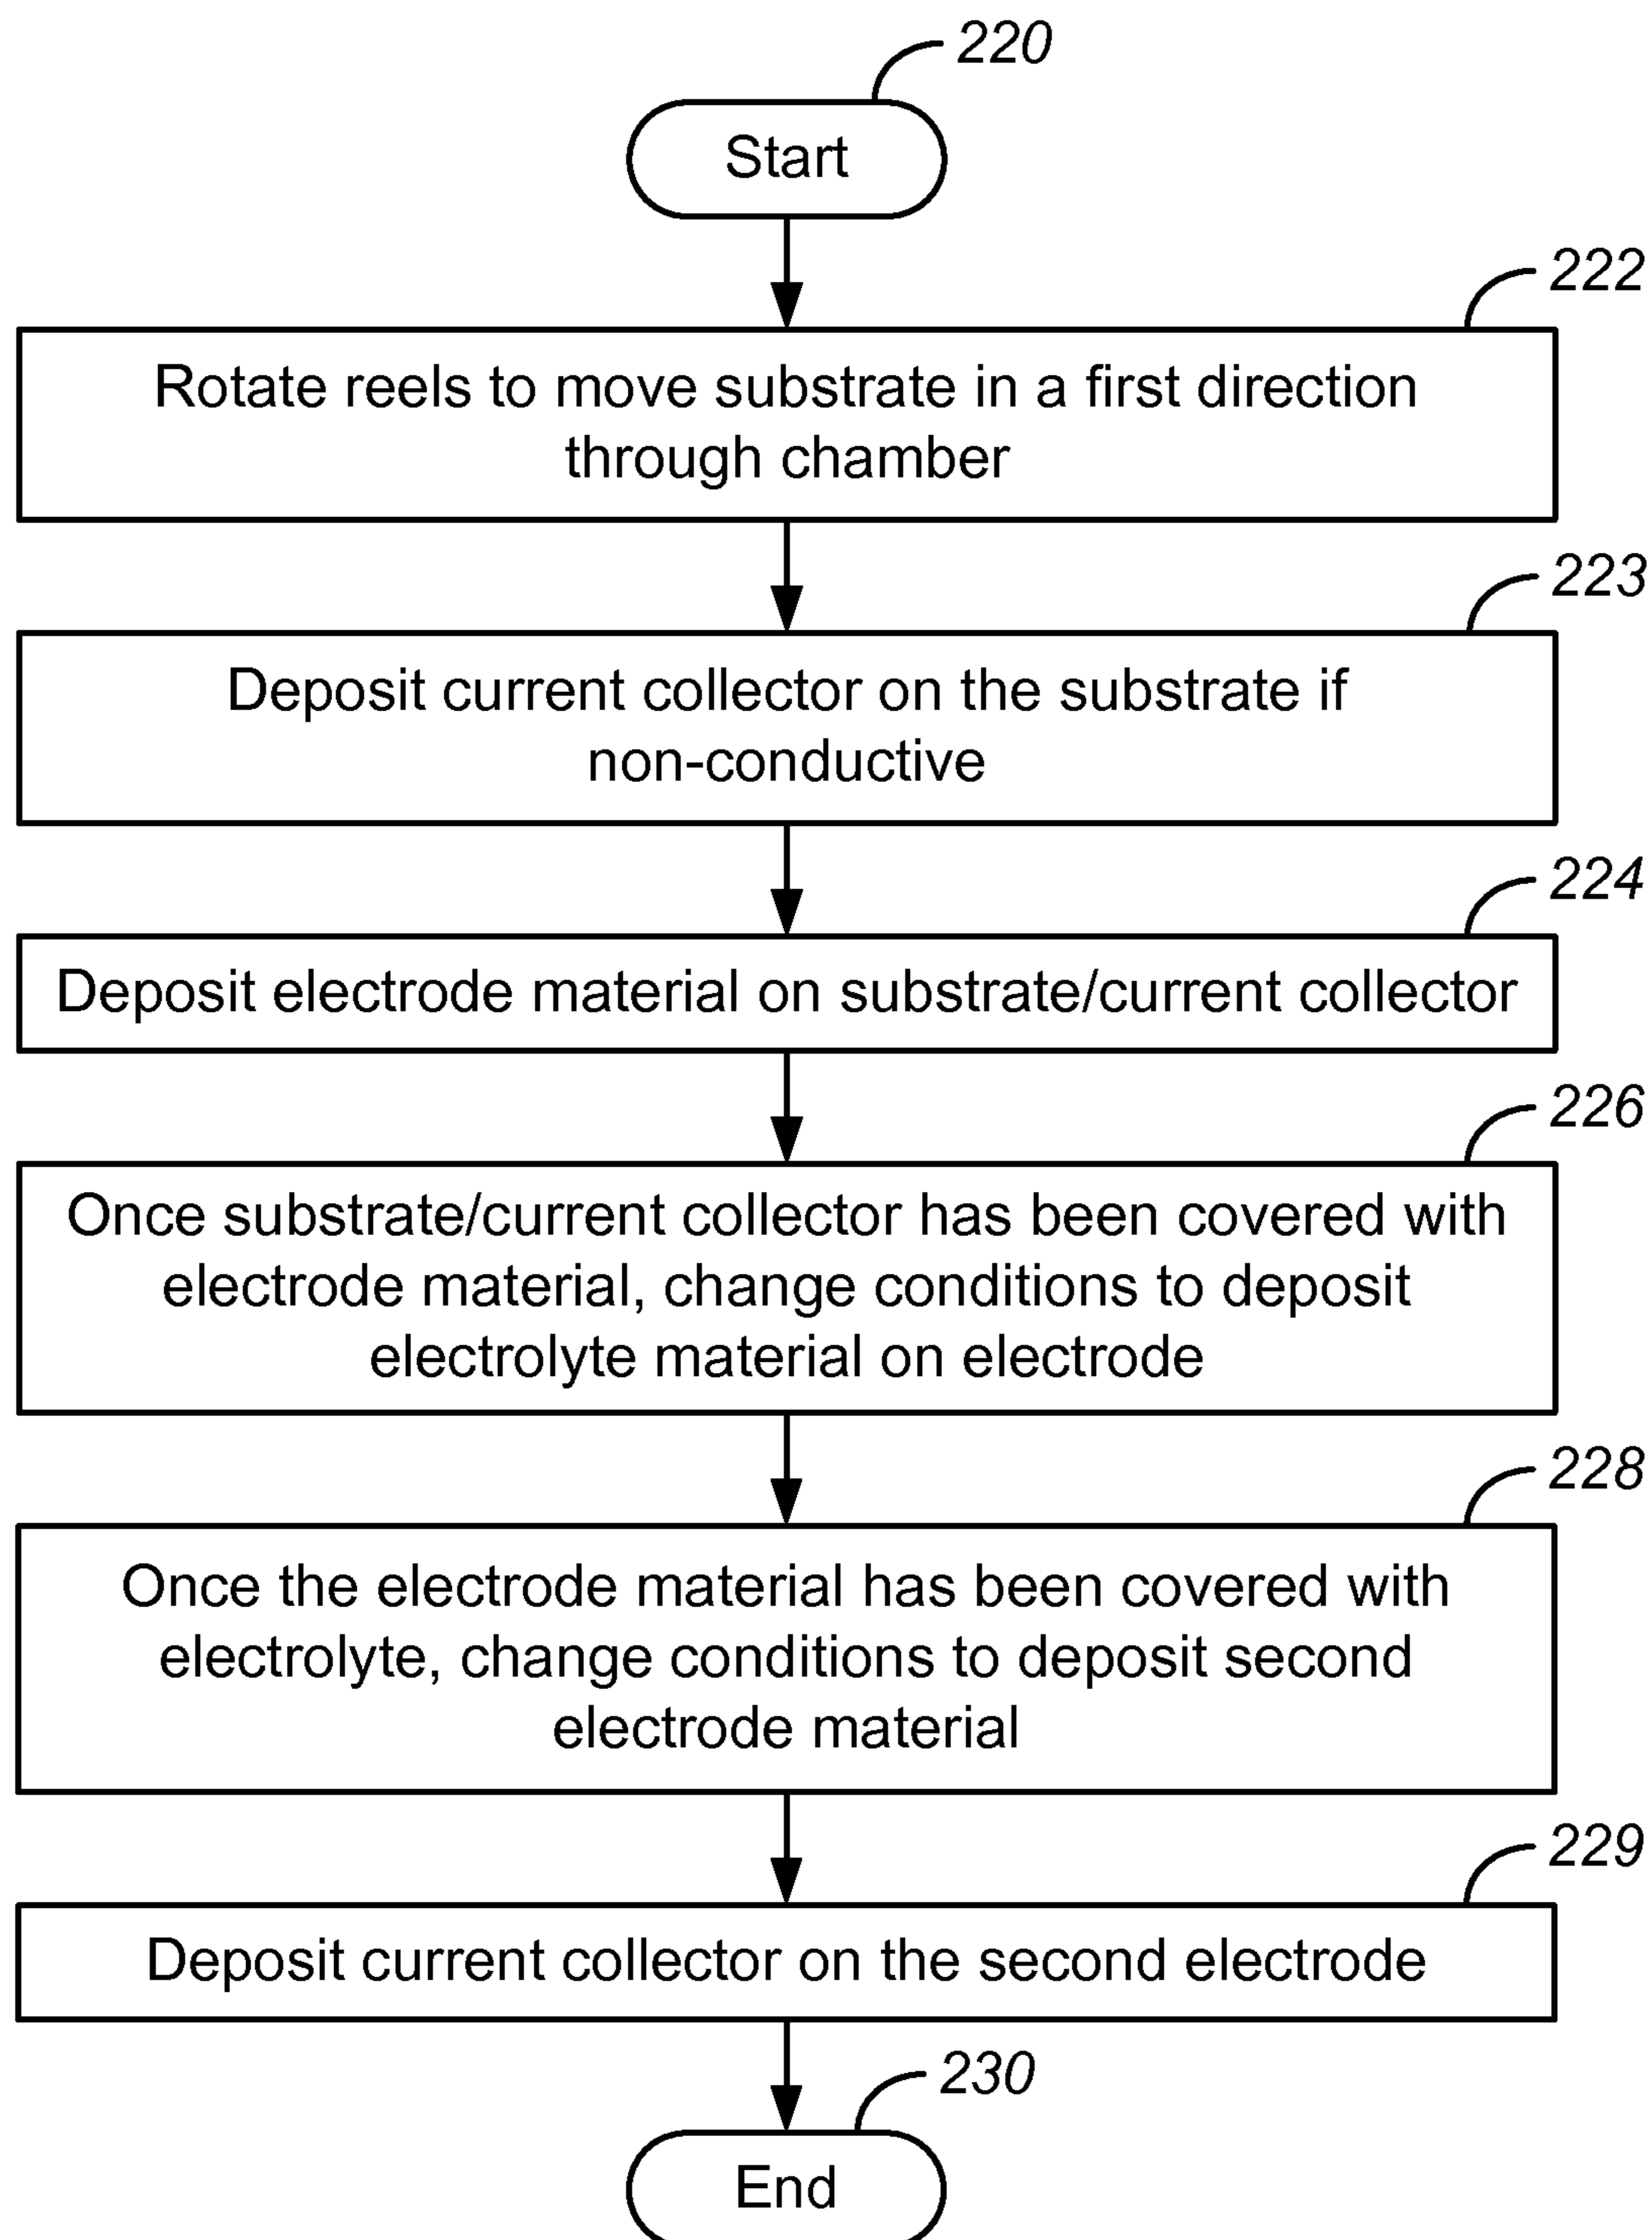 220
Start
222
Rotate reels to move substrate in a first direction
through chamber
223
Deposit current collector on the substrate if
non-conductive
224
Deposit electrode material on substrate/current collector
226
Once substrate/current collector has been covered with
electrode material, change conditions to deposit
electrolyte material on electrode
228
Once the electrode material has been covered with
electrolyte, change conditions to deposit second
electrode material
229
Deposit current collector on the second electrode
230
End